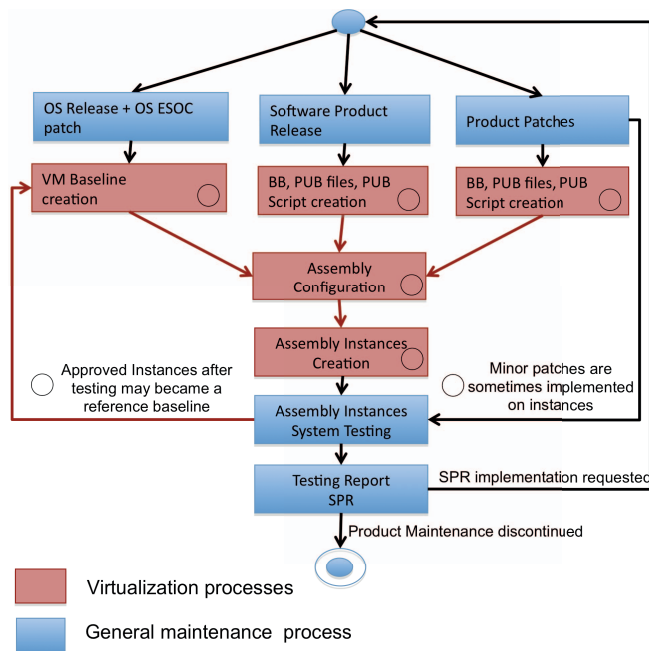 OS Release + OS ESOC
patch
Software Product
Release
Product Patches
VM Baseline
creation
BB, PUB files, PUB
Script creation
BB, PUB files, PUB
Script creation
Assembly
Configuration
Assembly Instances
Creation
Approved Instances after
testing may became a
reference baseline
Minor patches are
sometimes implemented
on instances
Assembly Instances
System Testing
Testing Report
SPR
SPR implementation requested
Product Maintenance discontinued
Virtualization processes
General maintenance process